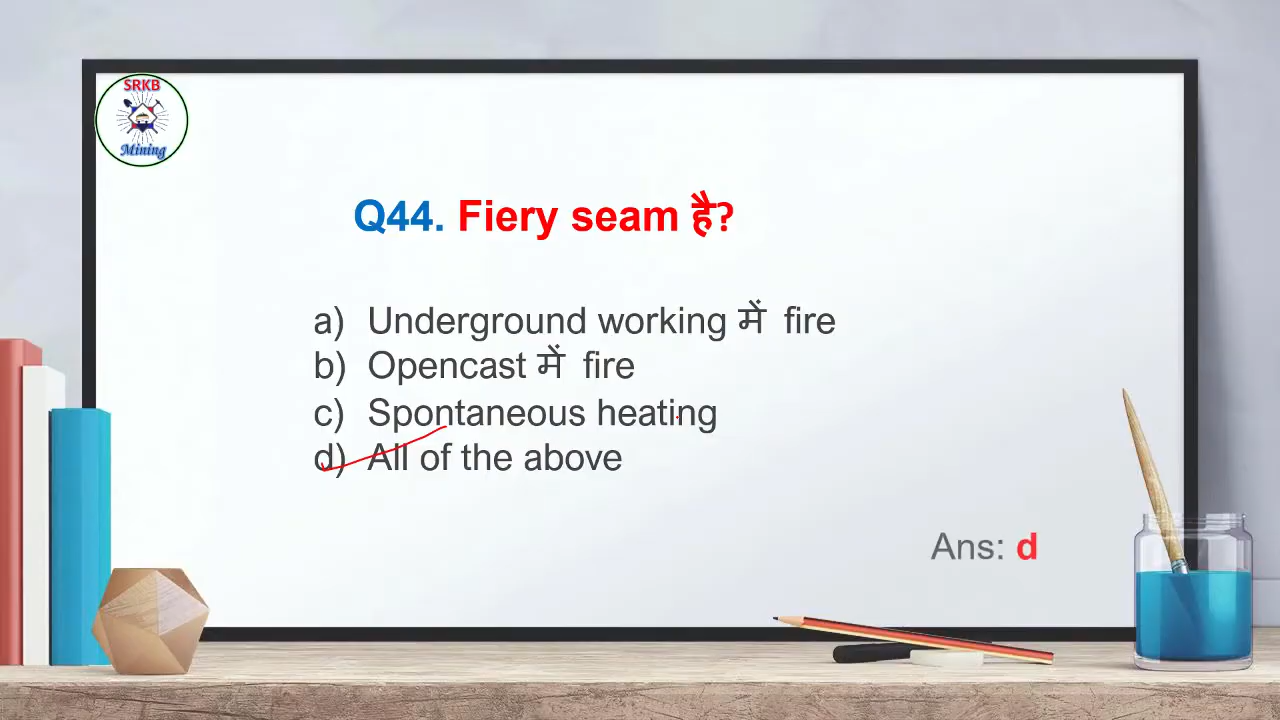 SRKB
Mining
Q44. Fiery seam है?
a) Underground working में fire
b) Opencast में fire
c) Spontaneous heating
d) All of the above
Ans: d